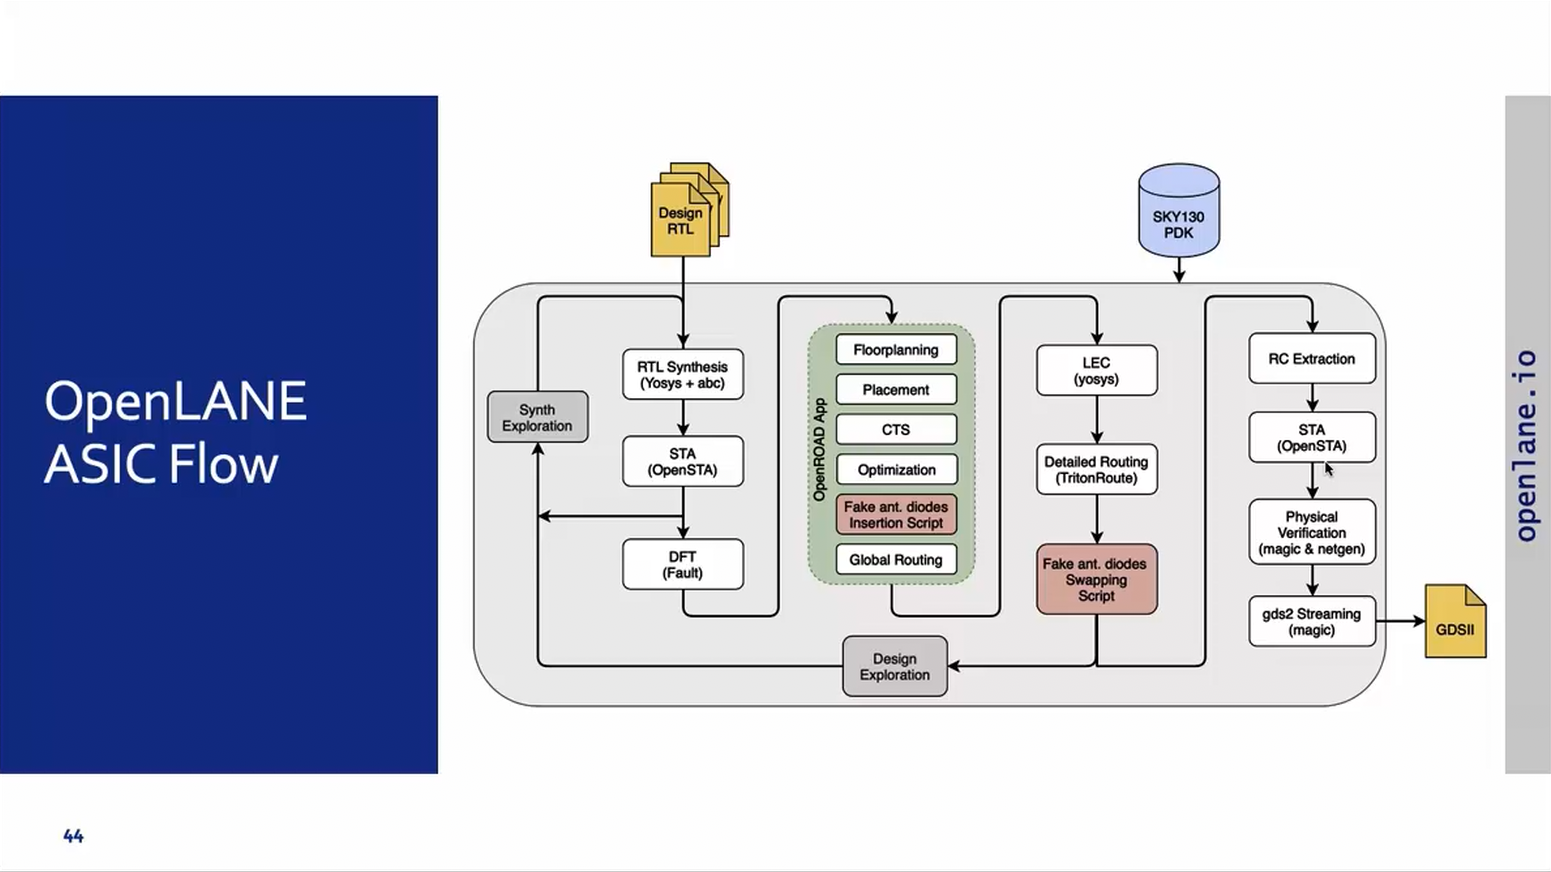 OpenLANE
ASIC Flow
Design
RTL
SKY130
PDK
RTL Synthesis
(Yosys + abc)
Synth
Exploration
STA
(OpenSTA)
DFT
(Fault)
OpenROAD App
Floorplanning
Placement
CTS
Optimization
Fake ant. diodes
Insertion Script
Global Routing
Design
Exploration
LEC
(yosys)
Detailed Routing
(TritonRoute)
Fake ant. diodes
Swapping
Script
RC Extraction
STA
(OpenSTA)
Physical
Verification
(magic & netgen)
gds2 Streaming
(magic)
GDSII
openlane.io
44